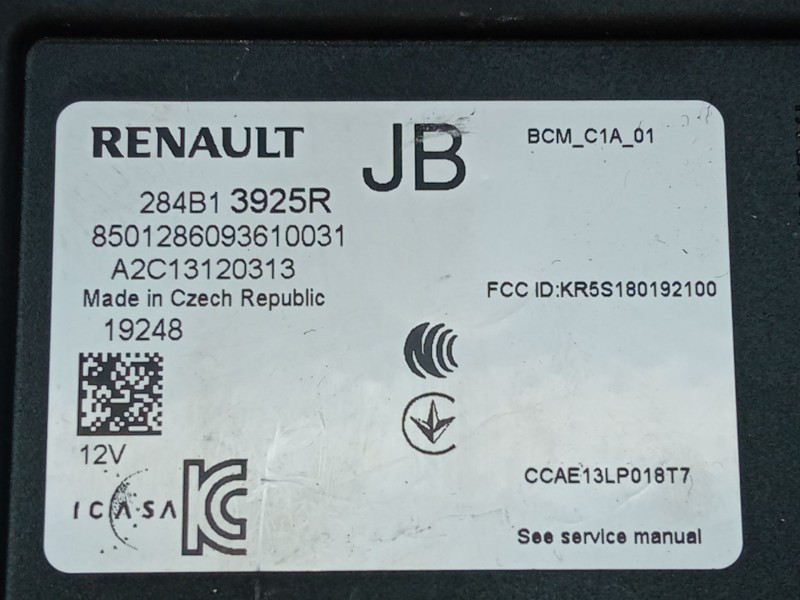 RENAULT
JB
BCM_C1A_01
284B1 3925R
8501286093610031
A2C13120313
Made in Czech Republic
FCC ID:KR5S180192100
19248
12V
ICASA
KC
CCAE13LP018T7
See service manual